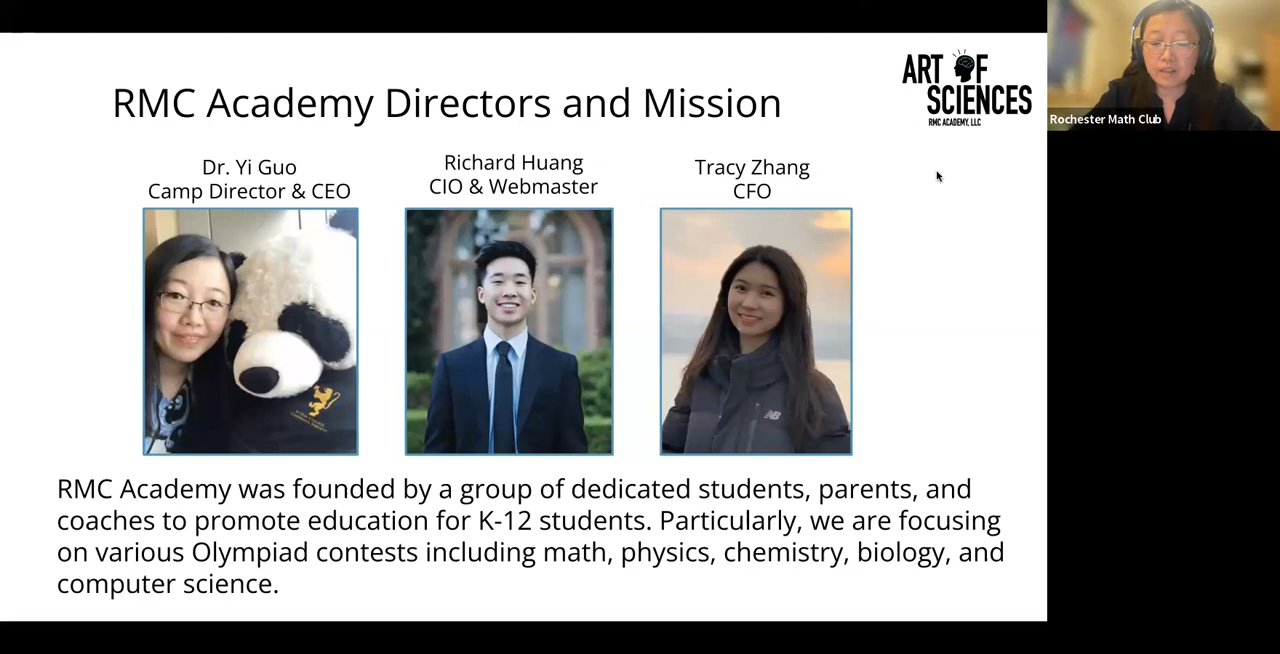 RMC Academy Directors and Mission
ART OF
SCIENCES
RMC ACADEMY, LLC
Rochester Math Club
Dr. Yi Guo
Camp Director & CEO
Richard Huang
CIO & Webmaster
Tracy Zhang
CFO
NB
RMC Academy was founded by a group of dedicated students, parents, and
coaches to promote education for K-12 students. Particularly, we are focusing
on various Olympiad contests including math, physics, chemistry, biology, and
computer science.